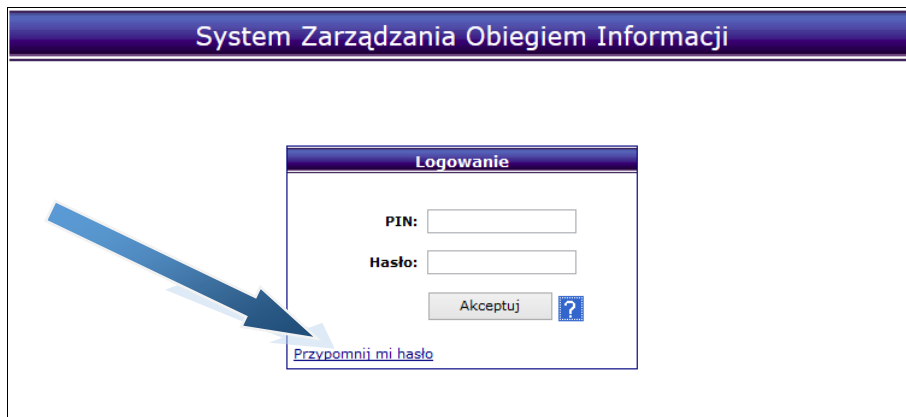 System Zarządzania Obiegiem Informacji
Logowanie
PIN:
Hasło:
Akceptuj ?
Przypomnij mi hasło